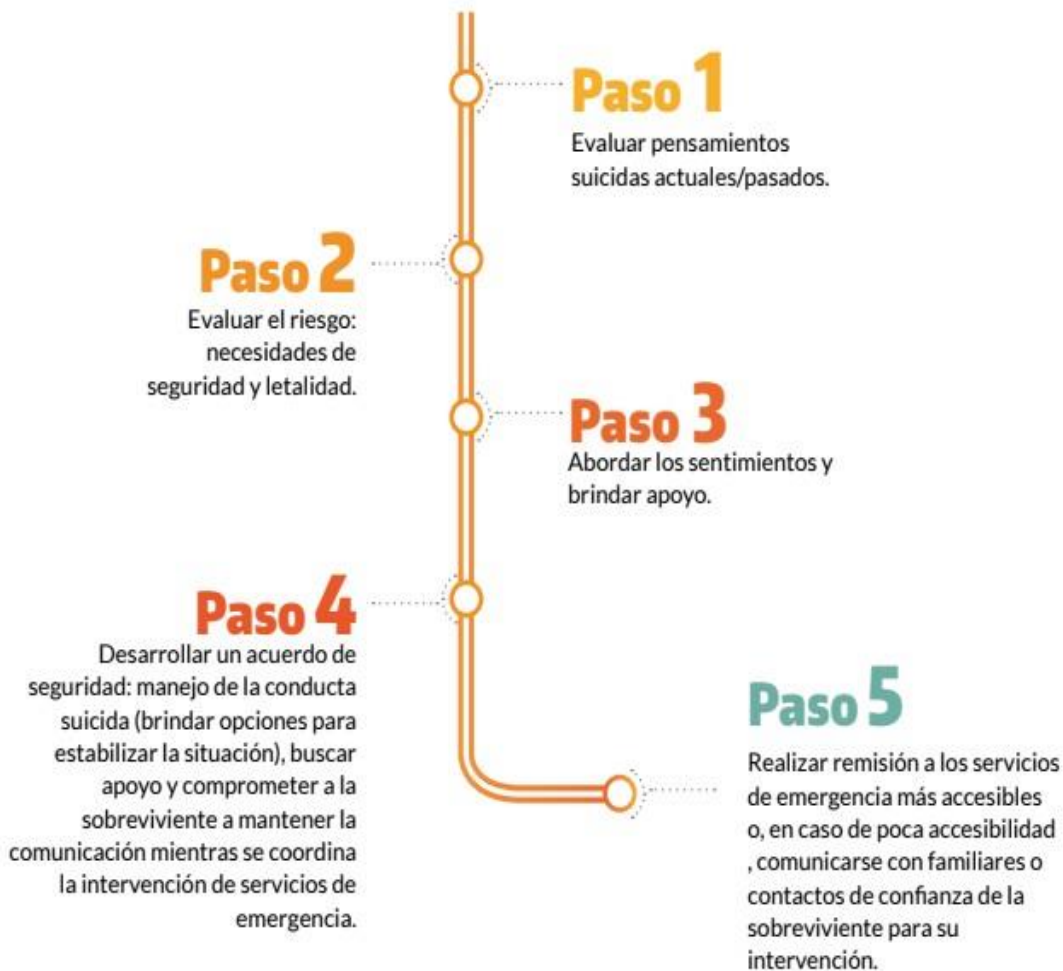 Paso 1
Evaluar pensamientos
suicidas actuales/pasados.
Paso 2
Evaluar el riesgo:
necesidades de
seguridad y letalidad.
Paso 3
Abordar los sentimientos y
brindar apoyo.
Paso 4
Desarrollar un acuerdo de
seguridad: manejo de la conducta
suicida (brindar opciones para
estabilizar la situación), buscar
apoyo y comprometer a la
sobreviviente a mantener la
comunicación mientras se coordina
la intervención de servicios de
emergencia.
Paso 5
Realizar remisión a los servicios
de emergencia más accesibles
o, en caso de poca accesibilidad
, comunicarse con familiares o
contactos de confianza de la
sobreviviente para su
intervención.